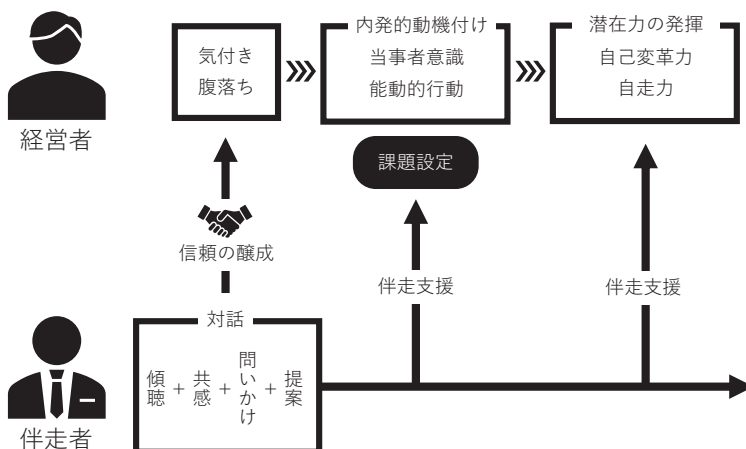 経営者
気付き
腹落ち
内発的動機付け
当事者意識
能動的行動
潜在力の発揮
自己変革力
自走力
課題設定
信頼の醸成
伴走支援
伴走支援
伴走者
対話
傾聴 + 共感 + 問いかけ + 提案